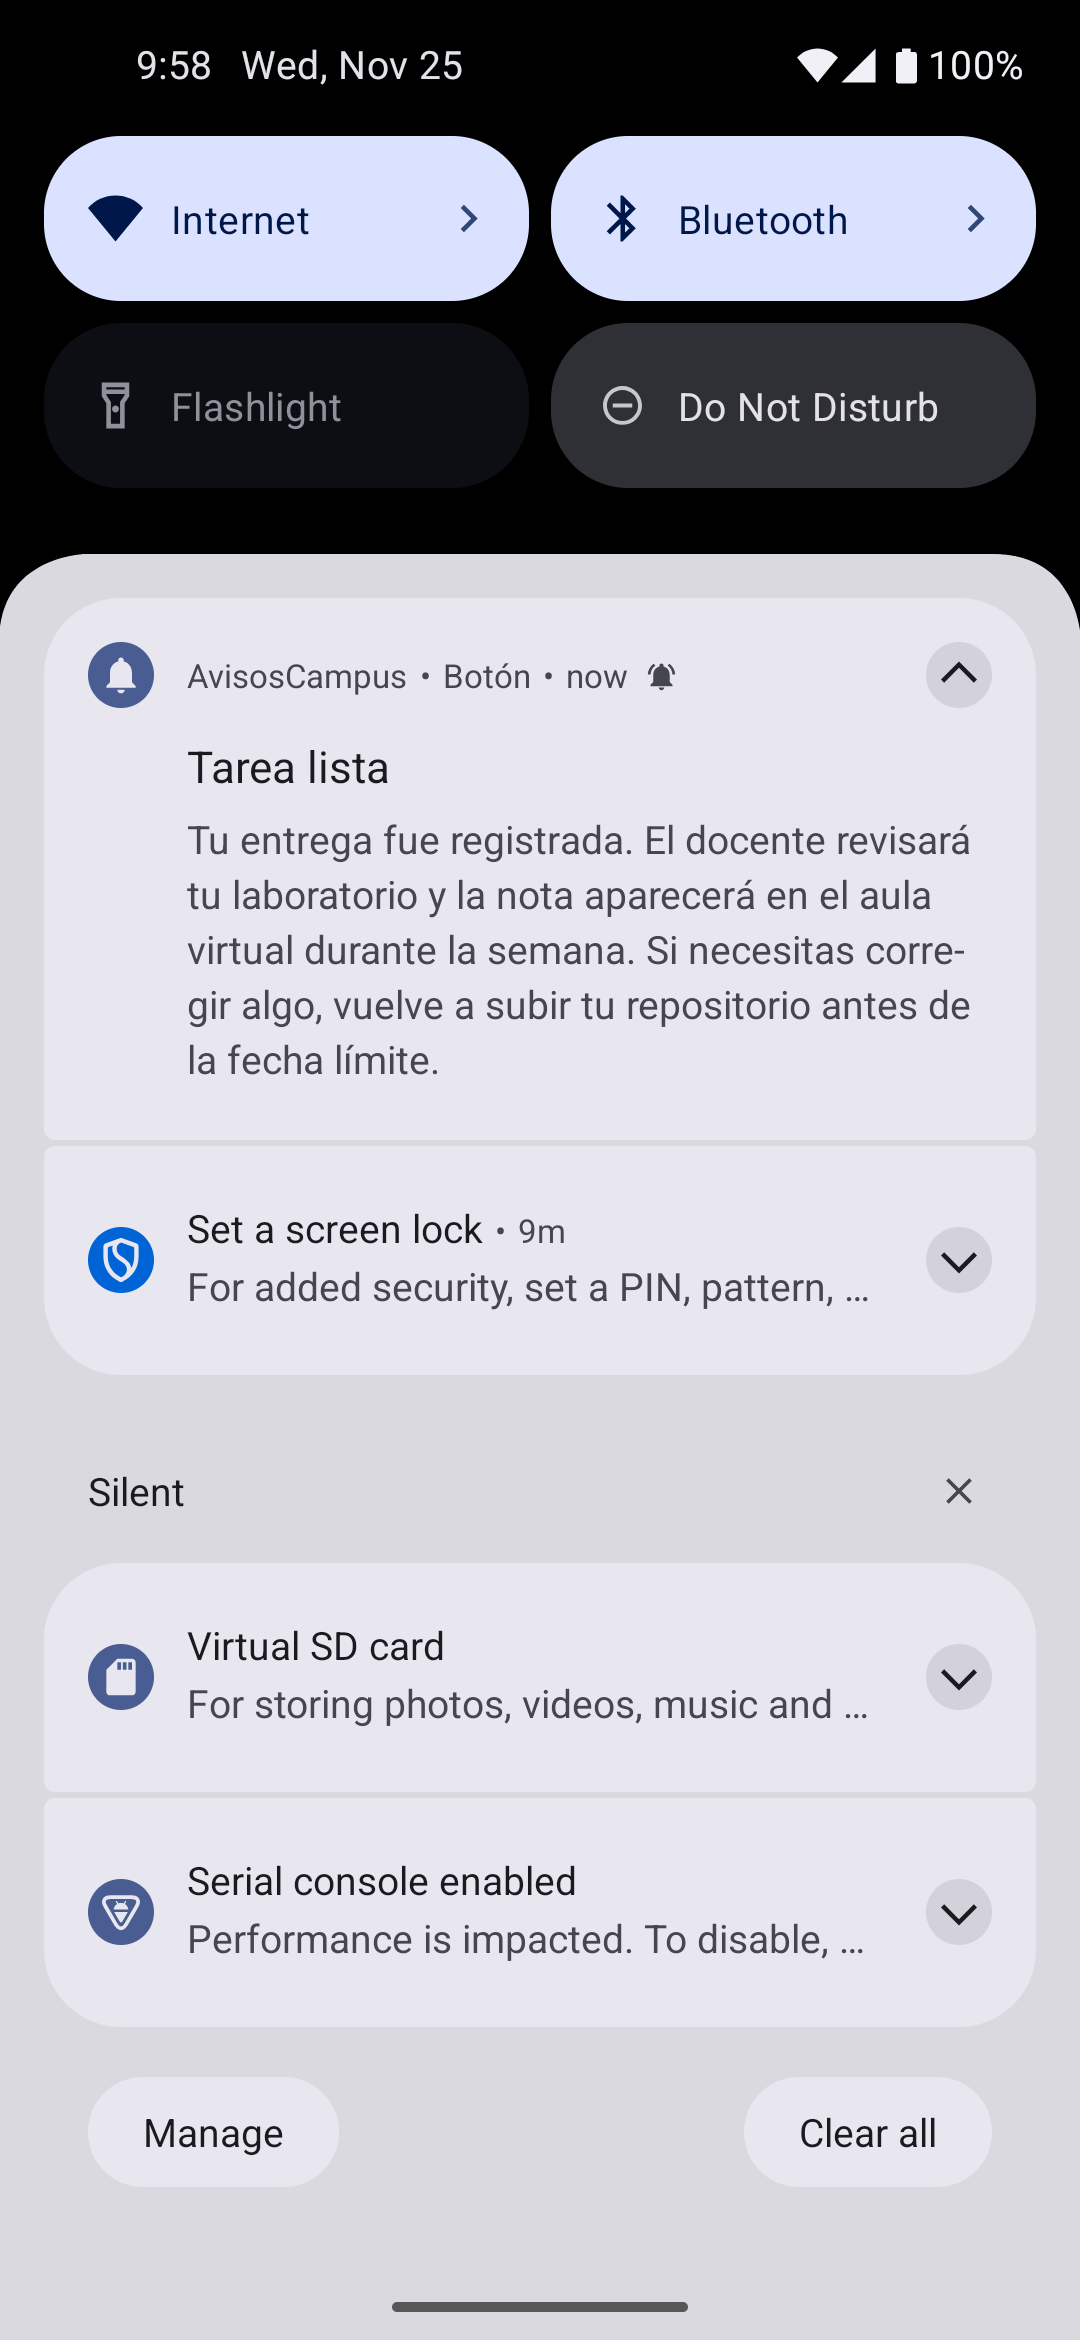 9:58 Wed, Nov 25 100%
Internet Bluetooth
Flashlight Do Not Disturb
AvisosCampus • Botón • now
Tarea lista
Tu entrega fue registrada. El docente revisará
tu laboratorio y la nota aparecerá en el aula
virtual durante la semana. Si necesitas corre-
gir algo, vuelve a subir tu repositorio antes de
la fecha límite.
Set a screen lock • 9m
For added security, set a PIN, pattern, …
Silent
Virtual SD card
For storing photos, videos, music and …
Serial console enabled
Performance is impacted. To disable, …
Manage Clear all